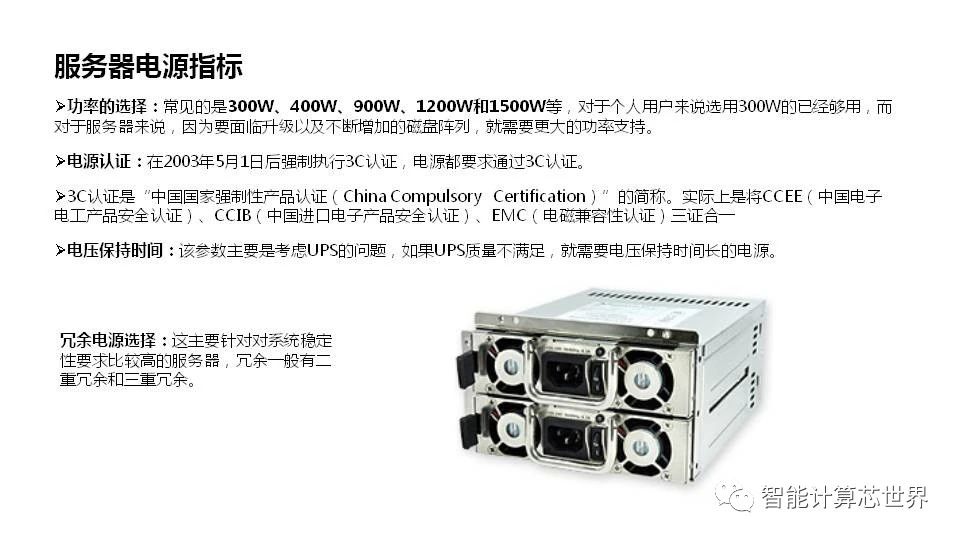 服务器电源指标
➢功率的选择：常见的是300W、400W、900W、1200W和1500W等，对于个人用户来说选用300W的已经够用，而
对于服务器来说，因为要面临升级以及不断增加的磁盘阵列，就需要更大的功率支持。
➢电源认证：在2003年5月1日后强制执行3C认证，电源都要求通过3C认证。
➢3C认证是“中国国家强制性产品认证（China Compulsory Certification）”的简称。实际上是将CCEE（中国电子
电工产品安全认证）、CCIB（中国进口电子产品安全认证）、EMC（电磁兼容性认证）三证合一
➢电压保持时间：该参数主要是考虑UPS的问题，如果UPS质量不满足，就需要电压保持时间长的电源。
冗余电源选择：这主要针对对系统稳定
性要求比较高的服务器，冗余一般有二
重冗余和三重冗余。
智能计算芯世界